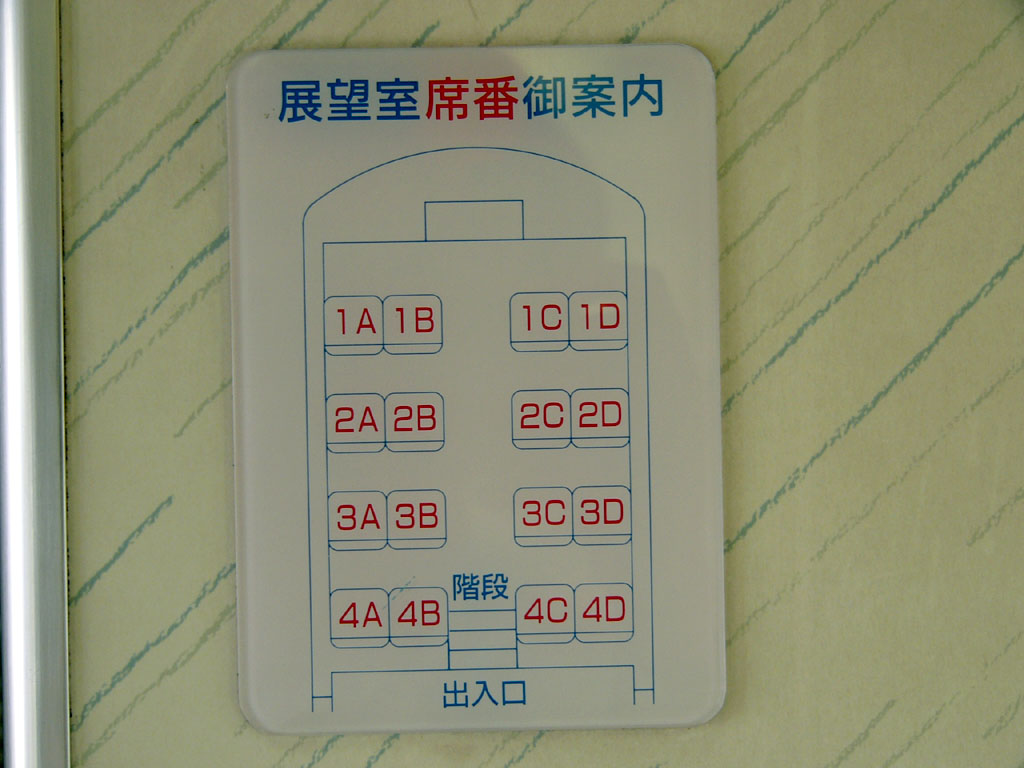 展望室席番御案内
1A 1B 1C 1D
2A 2B 2C 2D
3A 3B 3C 3D
階段
4A 4B 4C 4D
出入口